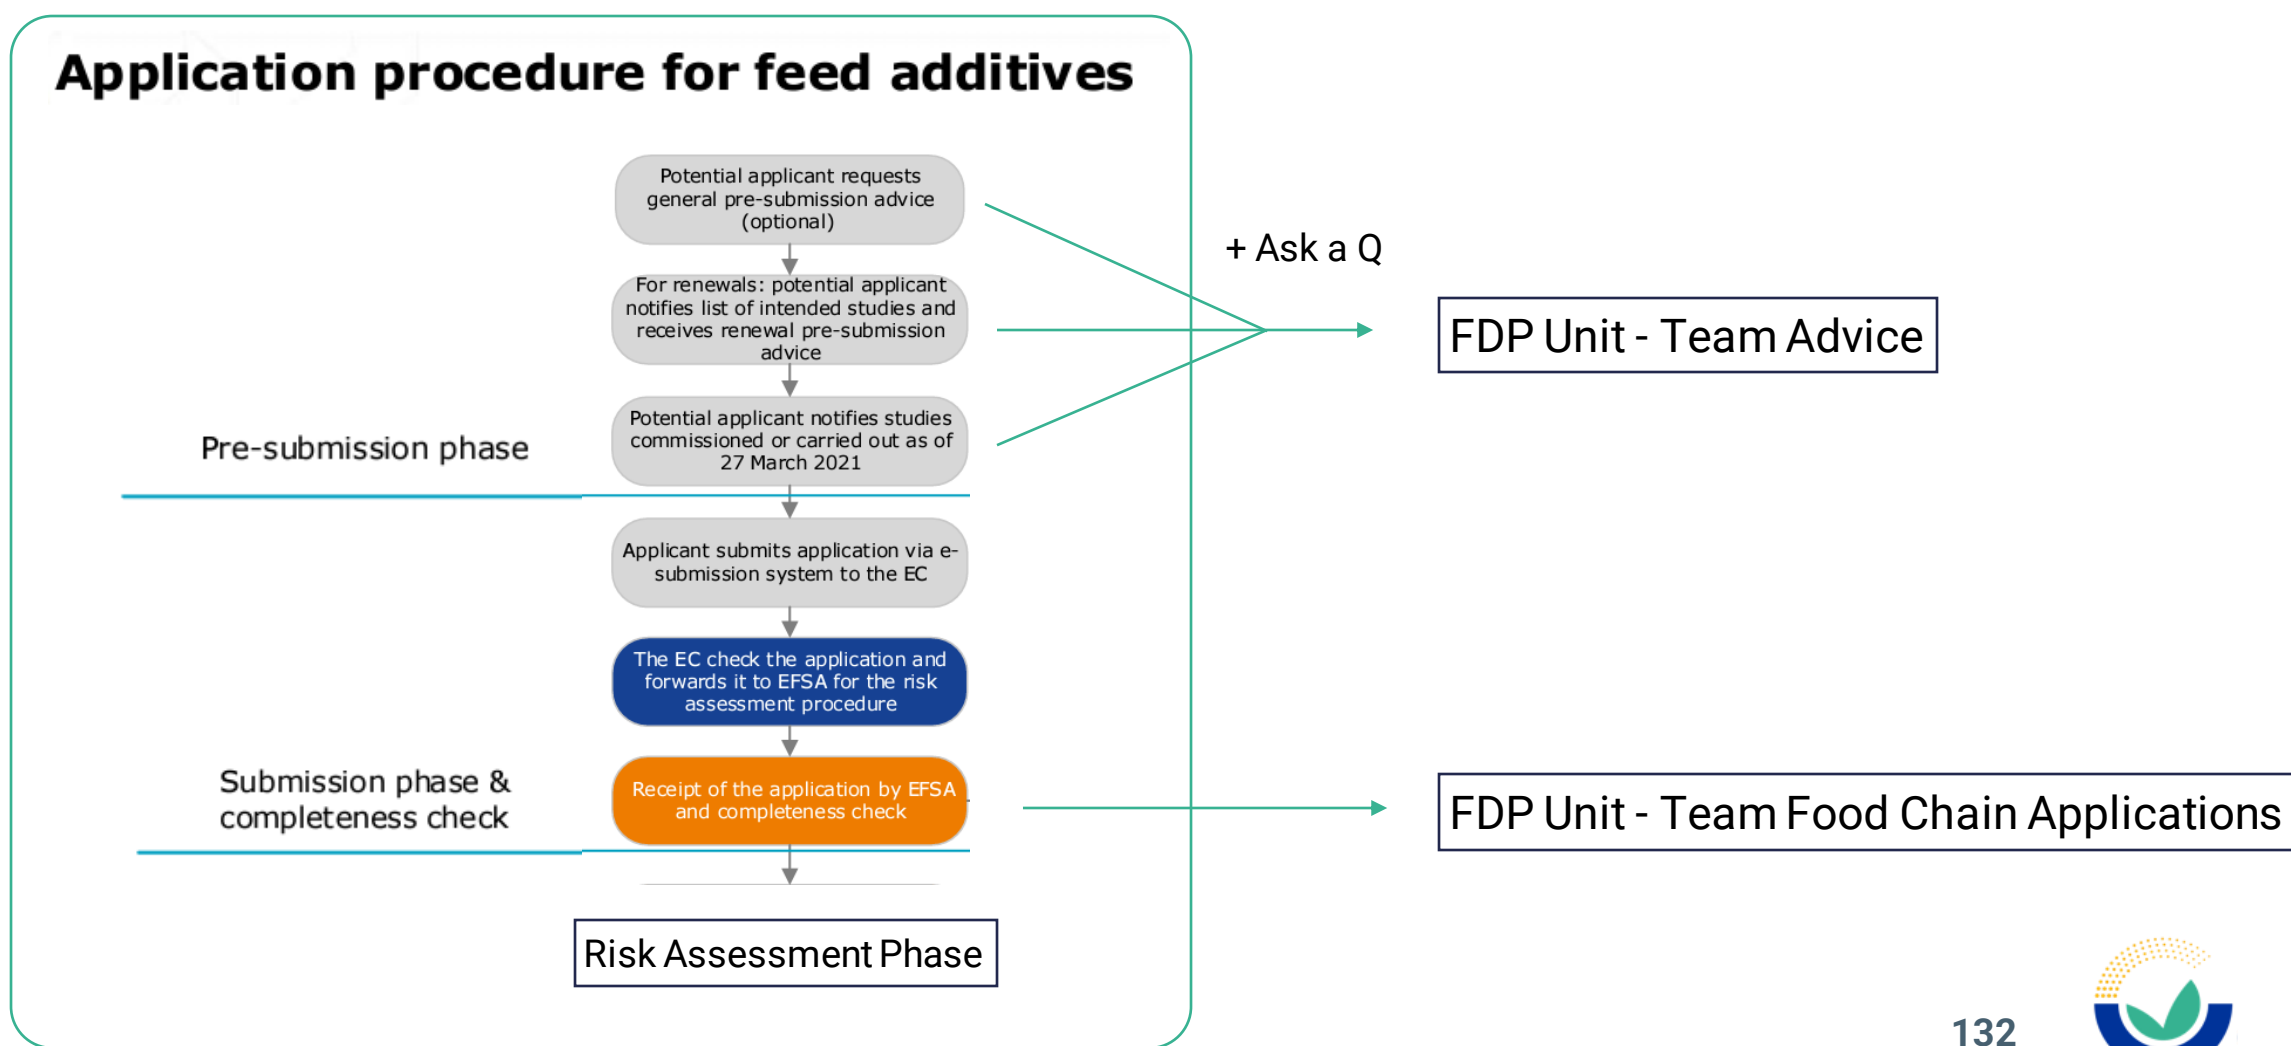 Application procedure for feed additives
Potential applicant requests
general pre-submission advice
(optional)
For renewals: potential applicant
notifies list of intended studies and
receives renewal pre-submission
advice
Potential applicant notifies studies
commissioned or carried out as of
27 March 2021
Pre-submission phase
Applicant submits application via e-
submission system to the EC
The EC check the application and
forwards it to EFSA for the risk
assessment procedure
Receipt of the application by EFSA
and completeness check
Submission phase &
completeness check
Risk Assessment Phase
+ Ask a Q
FDP Unit - Team Advice
FDP Unit - Team Food Chain Applications
132